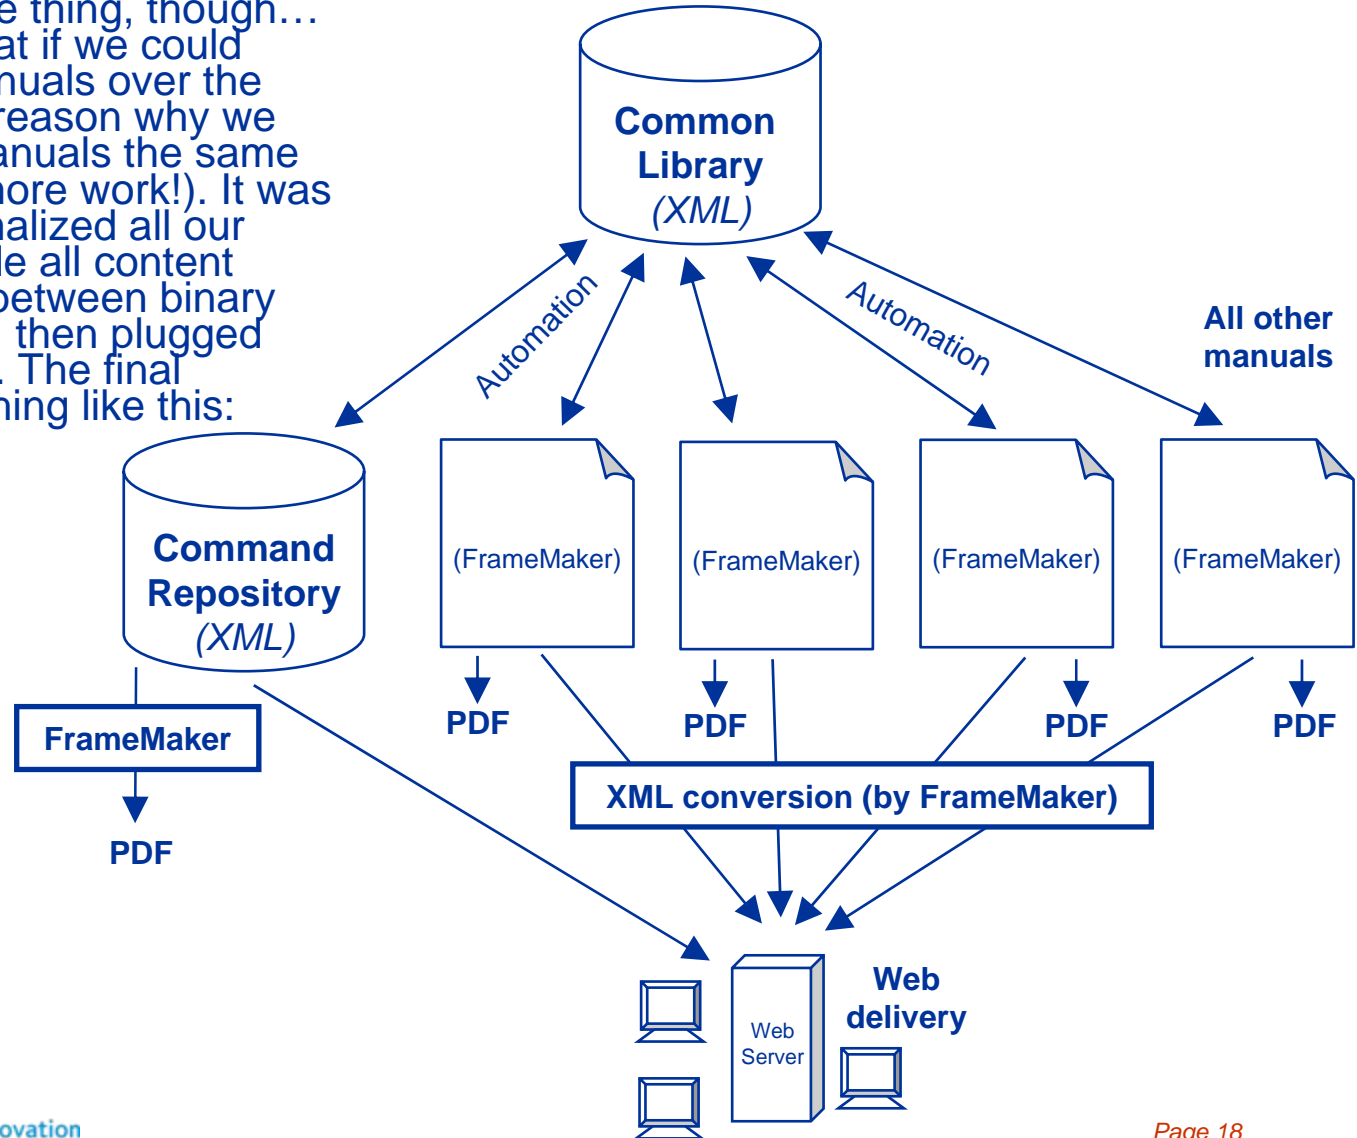 e thing, though…
at if we could
nuals over the
reason why we
anuals the same
nore work!). It was
nalized all our
le all content
between binary
then plugged
. The final
ning like this:
Common
Library
(XML)
Automation
Automation
All other
manuals
Command
Repository
(XML)
(FrameMaker)
(FrameMaker)
(FrameMaker)
(FrameMaker)
PDF
PDF
PDF
PDF
FrameMaker
PDF
XML conversion (by FrameMaker)
Web
Server
Web
delivery
ovation
Page 18